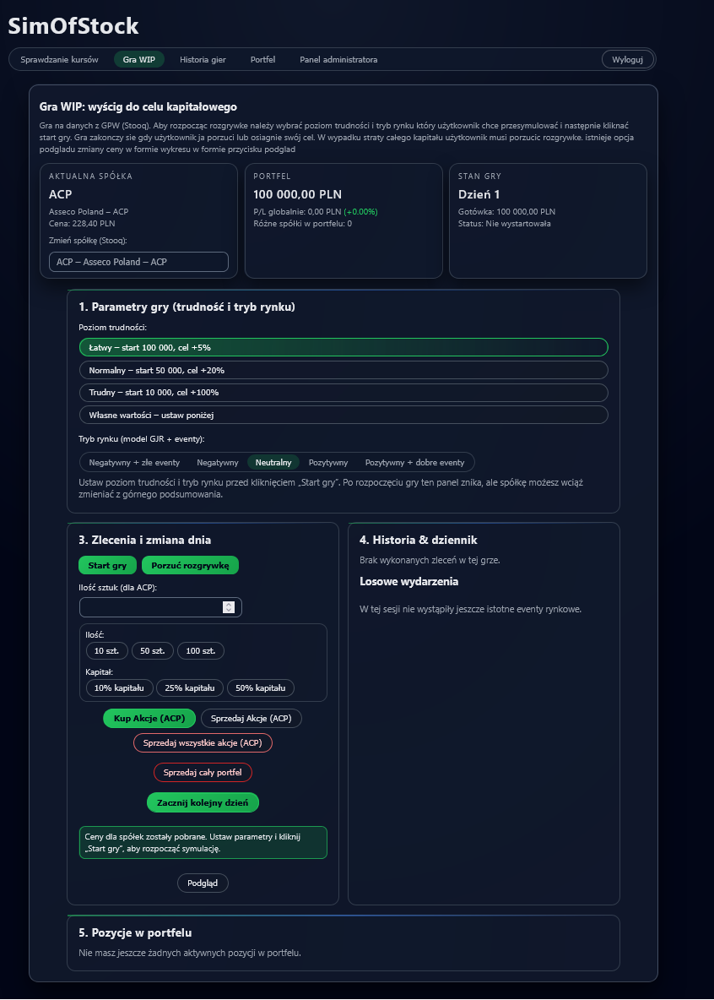 SimOfStock
Sprawdzanie kursów
Gra WIP
Historia gier
Portfel
Panel administratora
Wyloguj
Gra WIP: wyścig do celu kapitałowego
Gra na danych z GPW (Stooq). Aby rozpocząc rozgrywke należy wybrać poziom trudności i tryb rynku który użytkownik chce przesymulować i następnie kliknać
start gry. Gra zakonczy sie gdy użytkownik ja porzuci lub osiagnie swój cel. W wypadku straty całego kapitału użytkownik musi porzucic rozgrywke. istnieje opcja
podgladu zmiany ceny w formie wykresu w formie przycisku podglad
AKTUALNA SPÓŁKA
ACP
Asseco Poland – ACP
Cena: 228,40 PLN
Zmień spółkę (Stooq):
ACP – Asseco Poland – ACP
PORTFEL
100 000,00 PLN
P/L globalnie: 0,00 PLN (+0.00%)
Różne spółki w portfelu: 0
STAN GRY
Dzień 1
Gotówka: 100 000,00 PLN
Status: Nie wystartowała
1. Parametry gry (trudność i tryb rynku)
Poziom trudności:
Łatwy – start 100 000, cel +5%
Normalny – start 50 000, cel +20%
Trudny – start 10 000, cel +100%
Własne wartości – ustaw poniżej
Tryb rynku (model GJR + eventy):
Negatywny + złe eventy
Negatywny
Neutralny
Pozytywny
Pozytywny + dobre eventy
Ustaw poziom trudności i tryb rynku przed kliknięciem „Start gry”. Po rozpoczęciu gry ten panel znika, ale spółkę możesz wciąż
zmieniać z górnego podsumowania.
3. Zlecenia i zmiana dnia
Start gry
Porzuć rozgrywkę
Ilość sztuk (dla ACP):
Ilość:
10 szt.
50 szt.
100 szt.
Kapitał:
10% kapitału
25% kapitału
50% kapitału
Kup Akcje (ACP)
Sprzedaj Akcje (ACP)
Sprzedaj wszystkie akcje (ACP)
Sprzedaj cały portfel
Zacznij kolejny dzień
Ceny dla spółek zostały pobrane. Ustaw parametry i kliknij
„Start gry”, aby rozpocząć symulację.
Podgląd
4. Historia & dziennik
Brak wykonanych zleceń w tej grze.
Losowe wydarzenia
W tej sesji nie wystąpiły jeszcze istotne eventy rynkowe.
5. Pozycje w portfelu
Nie masz jeszcze żadnych aktywnych pozycji w portfelu.